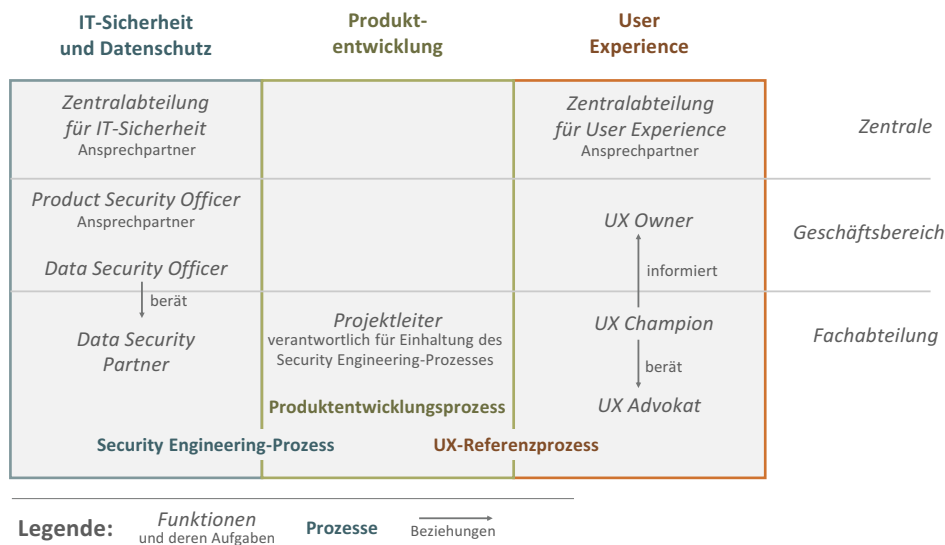 IT-Sicherheit
und Datenschutz
Produkt-
entwicklung
User
Experience
Zentralabteilung
für IT-Sicherheit
Ansprechpartner
Zentralabteilung
für User Experience
Ansprechpartner
Zentrale
Product Security Officer
Ansprechpartner
Data Security Officer
UX Owner
Geschäftsbereich
informiert
berät
Data Security
Partner
Projektleiter
verantwortlich für Einhaltung des
Security Engineering-Prozesses
UX Champion
berät
UX Advokat
Fachabteilung
Produktentwicklungsprozess
Security Engineering-Prozess
UX-Referenzprozess
Legende:
Funktionen
und deren Aufgaben
Prozesse
Beziehungen